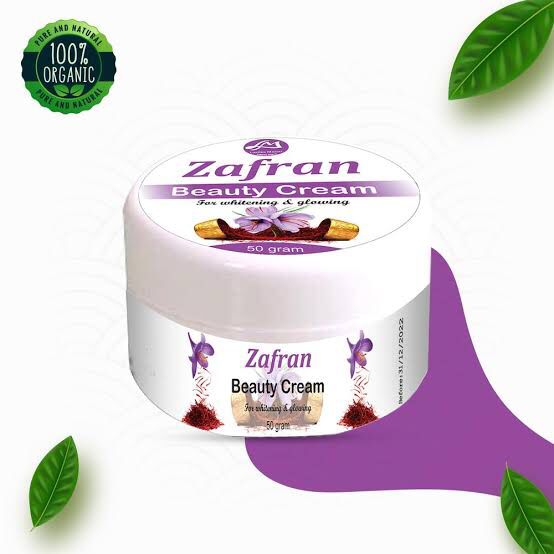 PURE AND NATURAL
100%
ORGANIC
PURE AND NATURAL
Zafran
Beauty Cream
For whitening & glowing
50 gram
Zafran
Beauty Cream
For whitening & glowing
50 gram
Before:31/12/2022